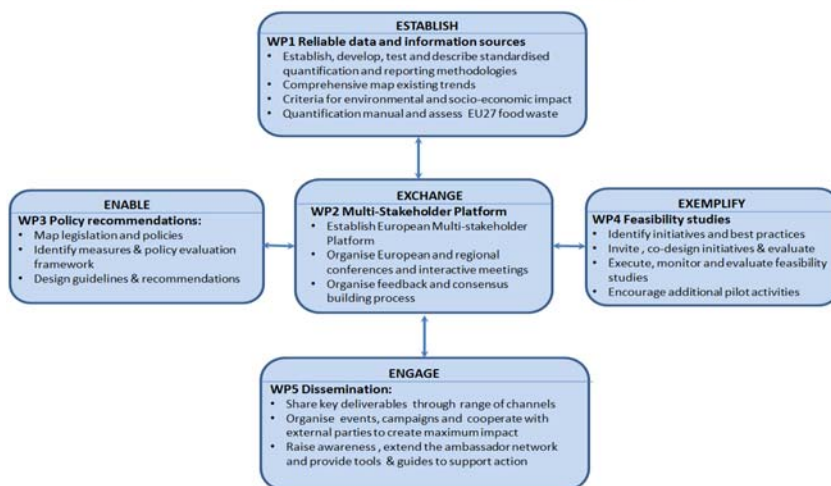 ESTABLISH
WP1 Reliable data and information sources
• Establish, develop, test and describe standardised
quantification and reporting methodologies
• Comprehensive map existing trends
• Criteria for environmental and socio-economic impact
• Quantification manual and assess EU27 food waste
ENABLE
WP3 Policy recommendations:
• Map legislation and policies
• Identify measures & policy evaluation
framework
• Design guidelines & recommendations
EXCHANGE
WP2 Multi-Stakeholder Platform
• Establish European Multi-stakeholder
Platform
• Organise European and regional
conferences and interactive meetings
• Organise feedback and consensus
building process
EXEMPLIFY
WP4 Feasibility studies
• Identify initiatives and best practices
• Invite , co-design initiatives & evaluate
• Execute, monitor and evaluate feasibility
studies
• Encourage additional pilot activities
ENGAGE
WP5 Dissemination:
• Share key deliverables through range of channels
• Organise events, campaigns and cooperate with
external parties to create maximum impact
• Raise awareness , extend the ambassador network
and provide tools & guides to support action